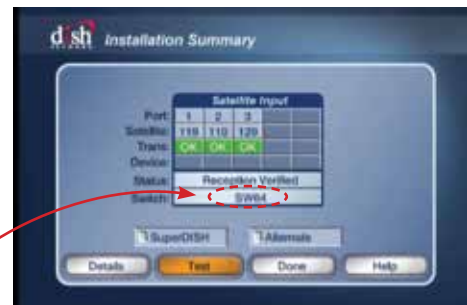 dish Installation Summary
NETWORK
Satellite Input
Port: 1 2 3
Satellite: 119 110 129
Trans: OK OK OK
Device:
Status: Reception Verified
Switch: SW64
SuperDISH Alternate
Details Test Done Help